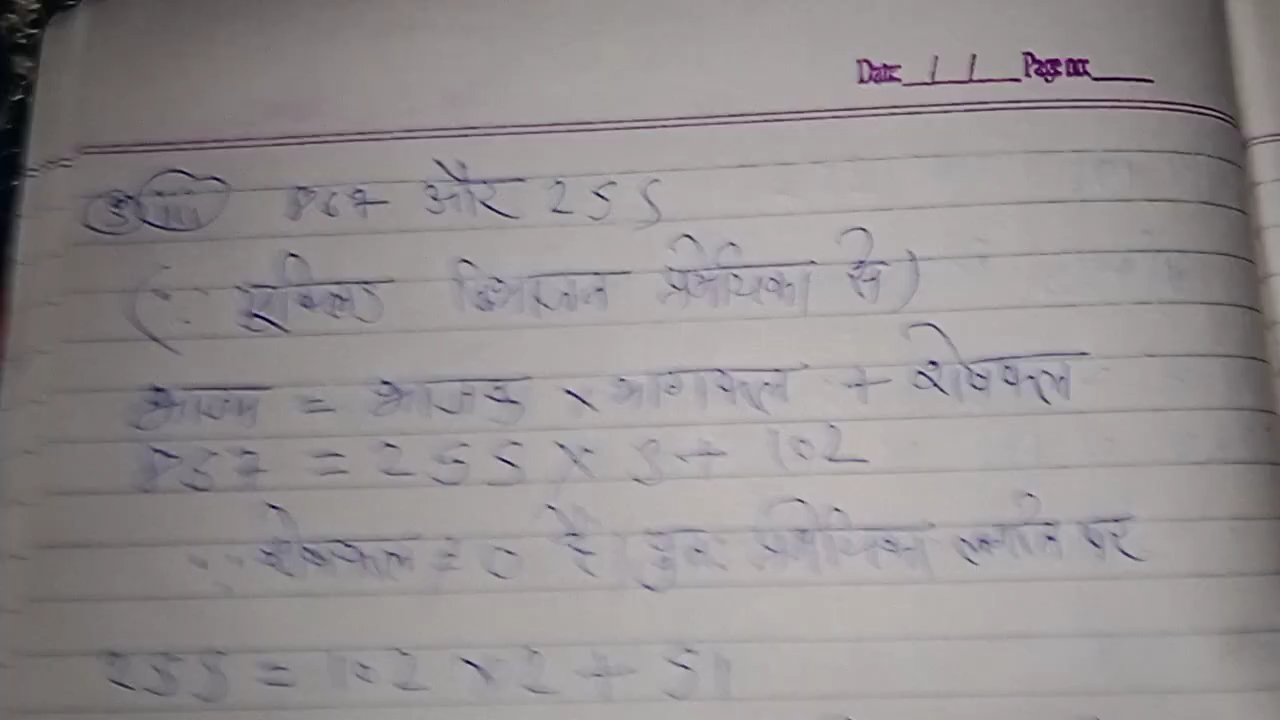 Date / / Page no.
③ (iii) 867 और 255
(∵ यूक्लिड विभाजन प्रमेयिका से)
भाज्य = भाजक × भागफल + शेषफल
867 = 255 × 3 + 102
∵ शेषफल ≠ 0 है। पुनः प्रमेयिका लगाने पर
255 = 102 × 2 + 51